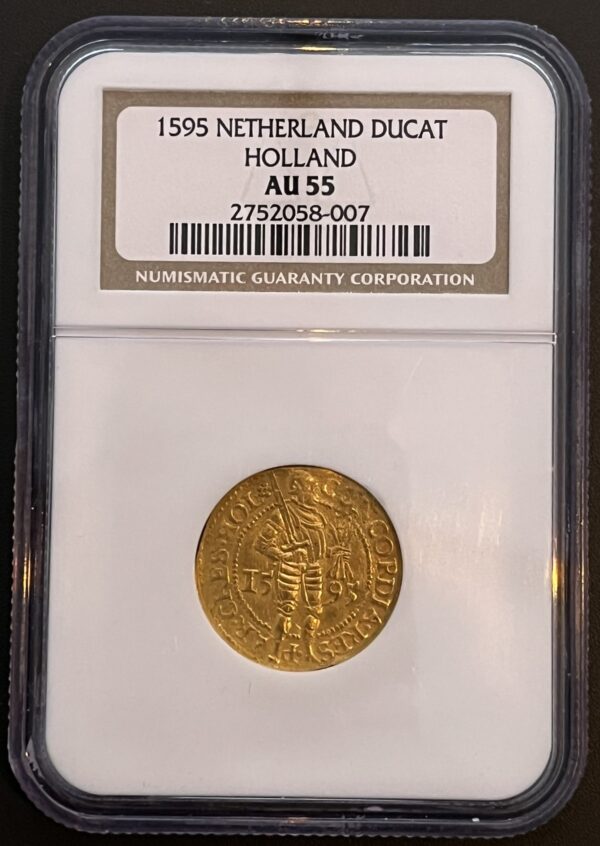 1595 NETHERLAND DUCAT
HOLLAND
AU 55
2752058-007
NUMISMATIC GUARANTY CORPORATION
15 95